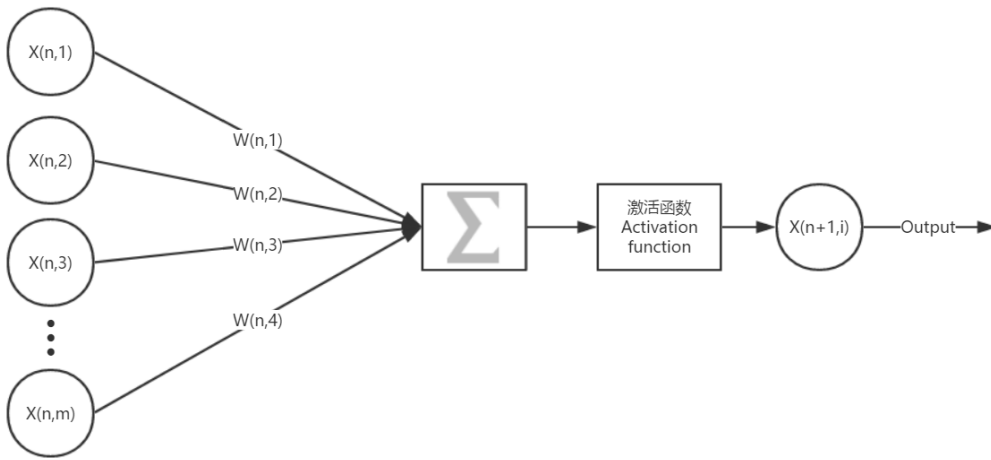 X(n,1)
W(n,1)
X(n,2)
W(n,2)
X(n,3)
W(n,3)
W(n,4)
X(n,m)
Σ
激活函数
Activation
function
X(n+1,i)
Output